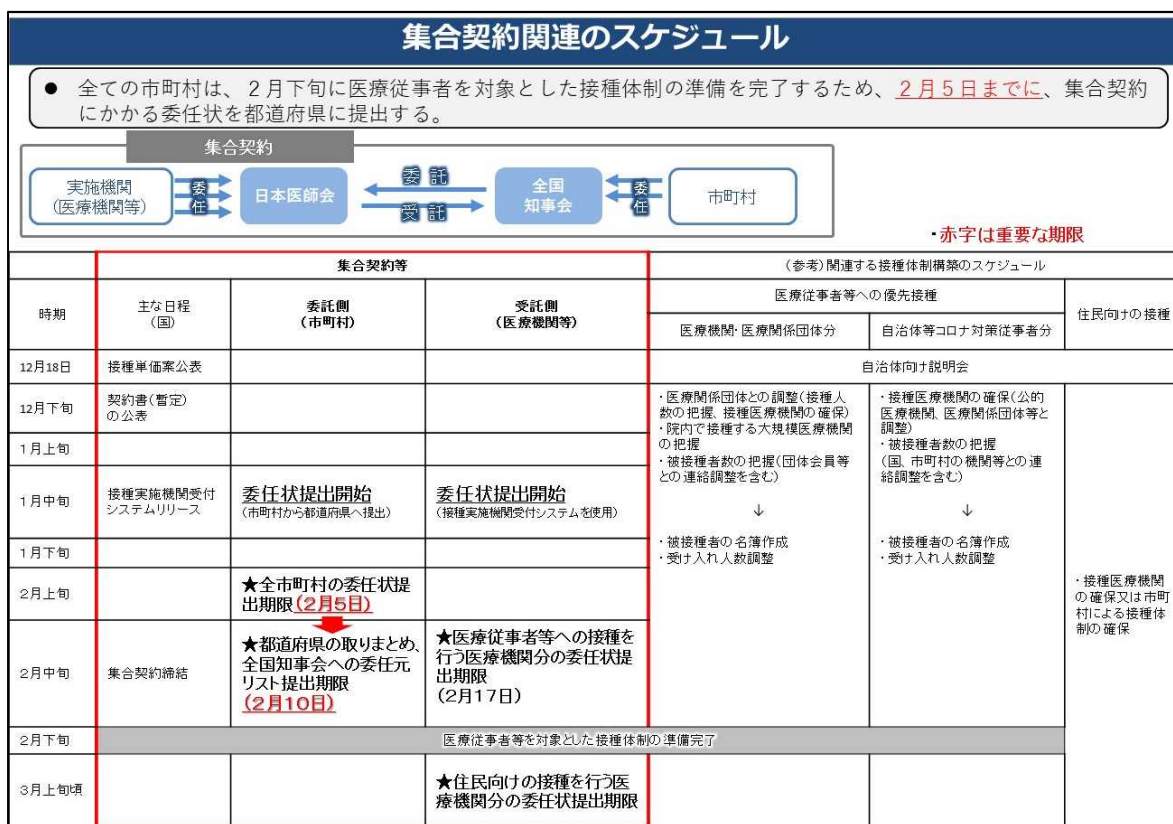 集合契約関連のスケジュール
● 全ての市町村は、２月下旬に医療従事者を対象とした接種体制の準備を完了するため、２月５日までに、集合契約
にかかる委任状を都道府県に提出する。
集合契約
実施機関
(医療機関等)
委任
日本医師会
委 託
受 託
全国
知事会
委任
市町村
・赤字は重要な期限
時期
集合契約等
(参考)関連する接種体制構築のスケジュール
主な日程
(国)
委託側
(市町村)
受託側
(医療機関等)
医療従事者等への優先接種
住民向けの接種
医療機関・医療関係団体分
自治体等コロナ対策従事者分
12月18日
接種単価案公表
自治体向け説明会
12月下旬
契約書(暫定)
の公表
・医療関係団体との調整(接種人
数の把握、接種医療機関の確保)
・院内で接種する大規模医療機関
の把握
・被接種者数の把握(団体会員等
との連絡調整を含む)
↓
・被接種者の名簿作成
・受け入れ人数調整
・接種医療機関の確保(公的
医療機関、医療関係団体等と
調整)
・被接種者数の把握
(国、市町村の機関等との連
絡調整を含む)
↓
・被接種者の名簿作成
・受け入れ人数調整
・接種医療機関
の確保又は市町
村による接種体
制の確保
1月上旬
1月中旬
接種実施機関受付
システムリリース
委任状提出開始
(市町村から都道府県へ提出)
委任状提出開始
(接種実施機関受付システムを使用)
1月下旬
2月上旬
★全市町村の委任状提
出期限(2月5日)
2月中旬
集合契約締結
★都道府県の取りまとめ、
全国知事会への委任元
リスト提出期限
(2月10日)
★医療従事者等への接種を
行う医療機関分の委任状提
出期限
(2月17日)
2月下旬
医療従事者等を対象とした接種体制の準備完了
3月上旬頃
★住民向けの接種を行う医
療機関分の委任状提出期限